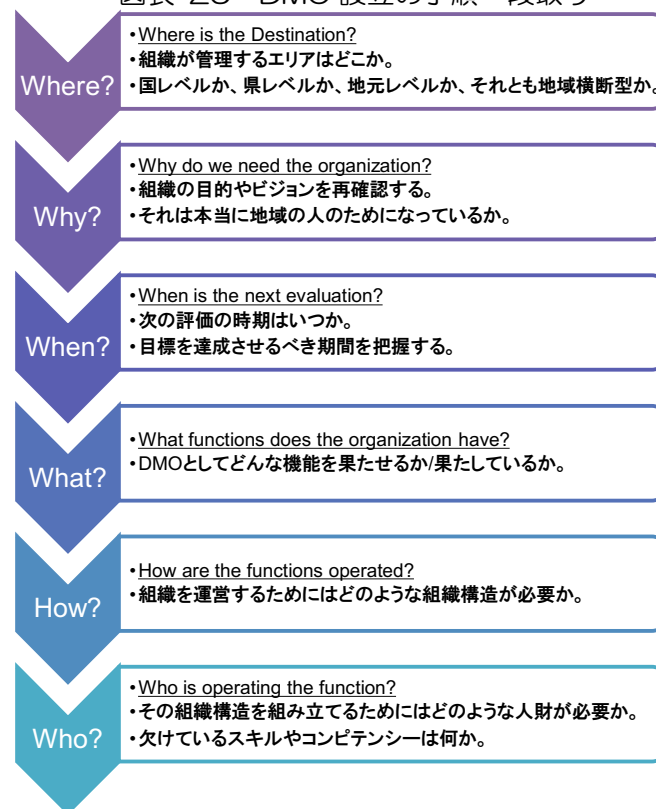 Where?
•Where is the Destination?
•組織が管理するエリアはどこか。
•国レベルか、県レベルか、地元レベルか、それとも地域横断型か。
Why?
•Why do we need the organization?
•組織の目的やビジョンを再確認する。
•それは本当に地域の人のためになっているか。
When?
•When is the next evaluation?
•次の評価の時期はいつか。
•目標を達成させるべき期間を把握する。
What?
•What functions does the organization have?
•DMOとしてどんな機能を果たせるか/果たしているか。
How?
•How are the functions operated?
•組織を運営するためにはどのような組織構造が必要か。
Who?
•Who is operating the function?
•その組織構造を組み立てるためにはどのような人財が必要か。
•欠けているスキルやコンピテンシーは何か。